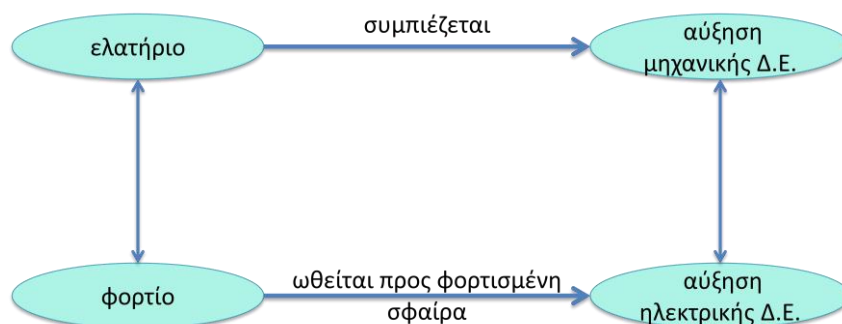 συμπιέζεται
ελατήριο
αύξηση
μηχανικής Δ.Ε.
φορτίο
ωθείται προς φορτισμένη
σφαίρα
αύξηση
ηλεκτρικής Δ.Ε.